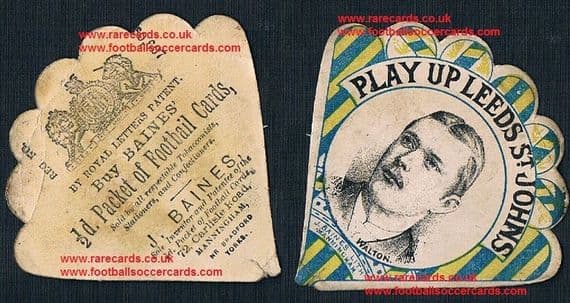 www.rarecards.co.uk
www.footballsoccercards.com
BY ROYAL LETTERS PATENT.
Buy BAINES'
½d. Packet of Football Cards,
Sold by all respectable Tobacconists,
Stationers, and Confectioners.
J. BAINES,
Sole Inventor and Patentee of the
½d. Packet of Football Cards,
72, Carlisle Road,
MANNINGHAM,
NR. BRADFORD
YORKS.
www.rarecards.co.uk
www.footballsoccercards.com
www.rarecards.co.uk
www.footballsoccercards.com
PLAY UP LEEDS ST JOHNS
WALTON.
J. BAINES
MANNINGHAM
www.rarecards.co.uk
www.footballsoccercards.com